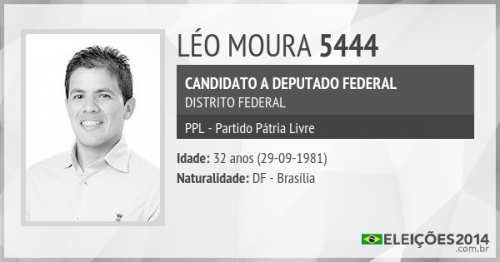 LÉO MOURA 5444
CANDIDATO A DEPUTADO FEDERAL
DISTRITO FEDERAL
PPL - Partido Pátria Livre
Idade: 32 anos (29-09-1981)
Naturalidade: DF - Brasília
ELEIÇÕES2014
.com.br